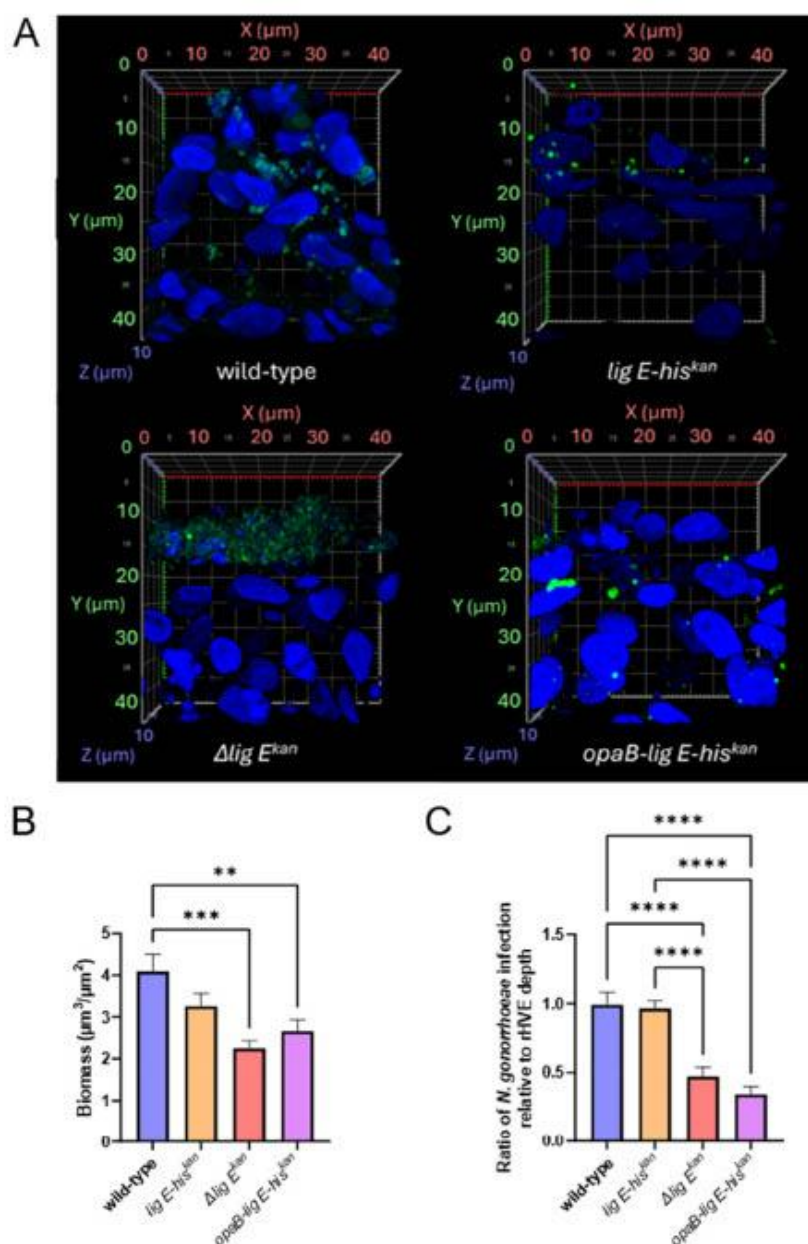 A
X (µm)
0 10 20 30 40
0
10
20
Y (µm)
30
40
10
Z (µm)
wild-type
X (µm)
0 10 20 30 40
0
10
20
Y (µm)
30
40
10
Z (µm)
lig E-his^kan
X (µm)
0 10 20 30 40
0
10
20
Y (µm)
30
40
10
Z (µm)
Δlig E^kan
X (µm)
0 10 20 30 40
0
10
20
Y (µm)
30
40
10
Z (µm)
opaB-lig E-his^kan
B
**
***
Biomass (µm³/µm²)
5
4
3
2
1
0
wild-type
lig E-his^kan
Δlig E^kan
opaB-lig E-his^kan
C
****
****
****
****
Ratio of N. gonorrhoeae infection
relative to rHVE depth
1.5
1.0
0.5
0.0
wild-type
lig E-his^kan
Δlig E^kan
opaB-lig E-his^kan